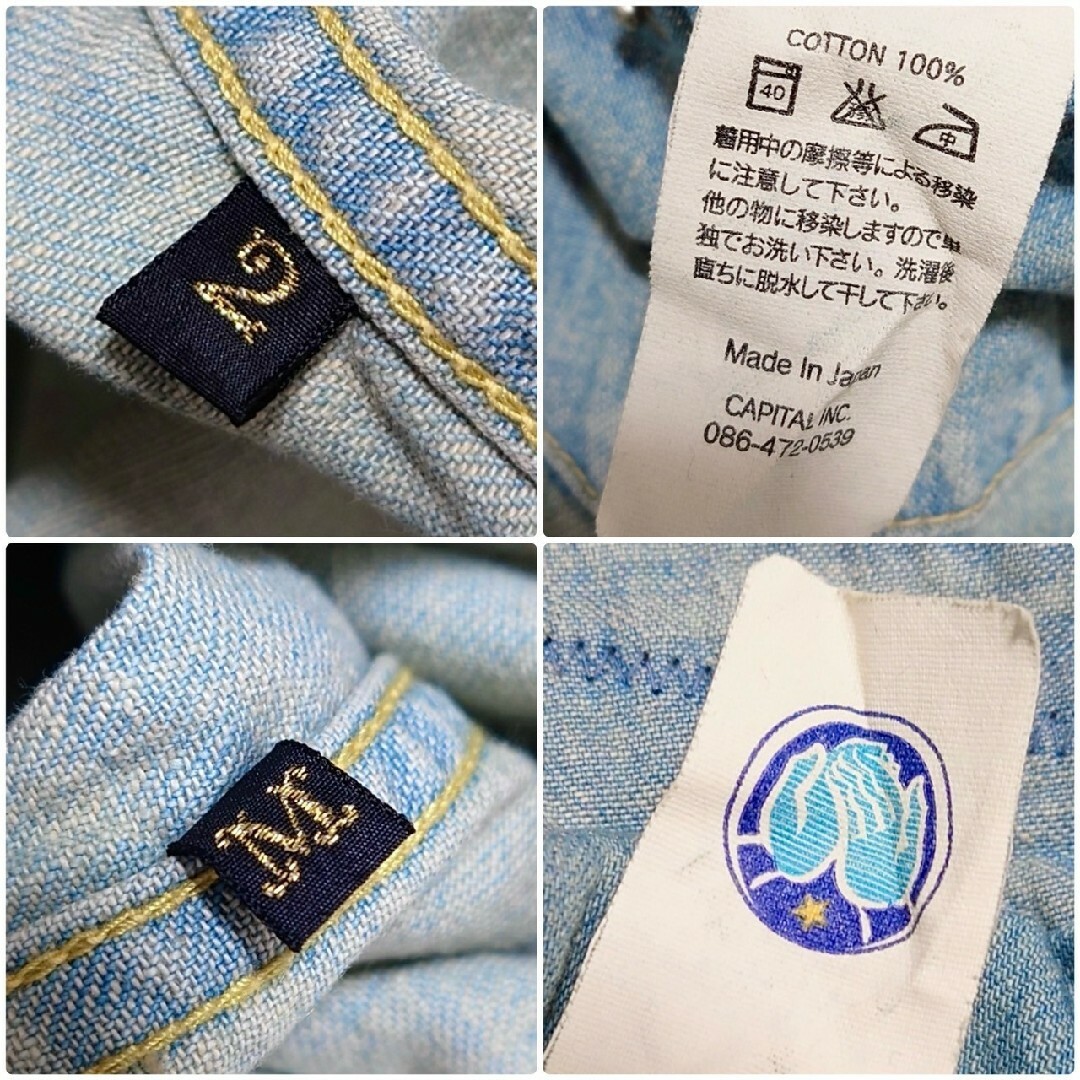 2
COTTON 100%
40
中
着用中の摩擦等による移染
に注意して下さい。
他の物に移染しますので単
独でお洗い下さい。洗濯後
直ちに脱水して干して下さい。
Made In Japan
CAPITAL INC.
086-472-0539
M